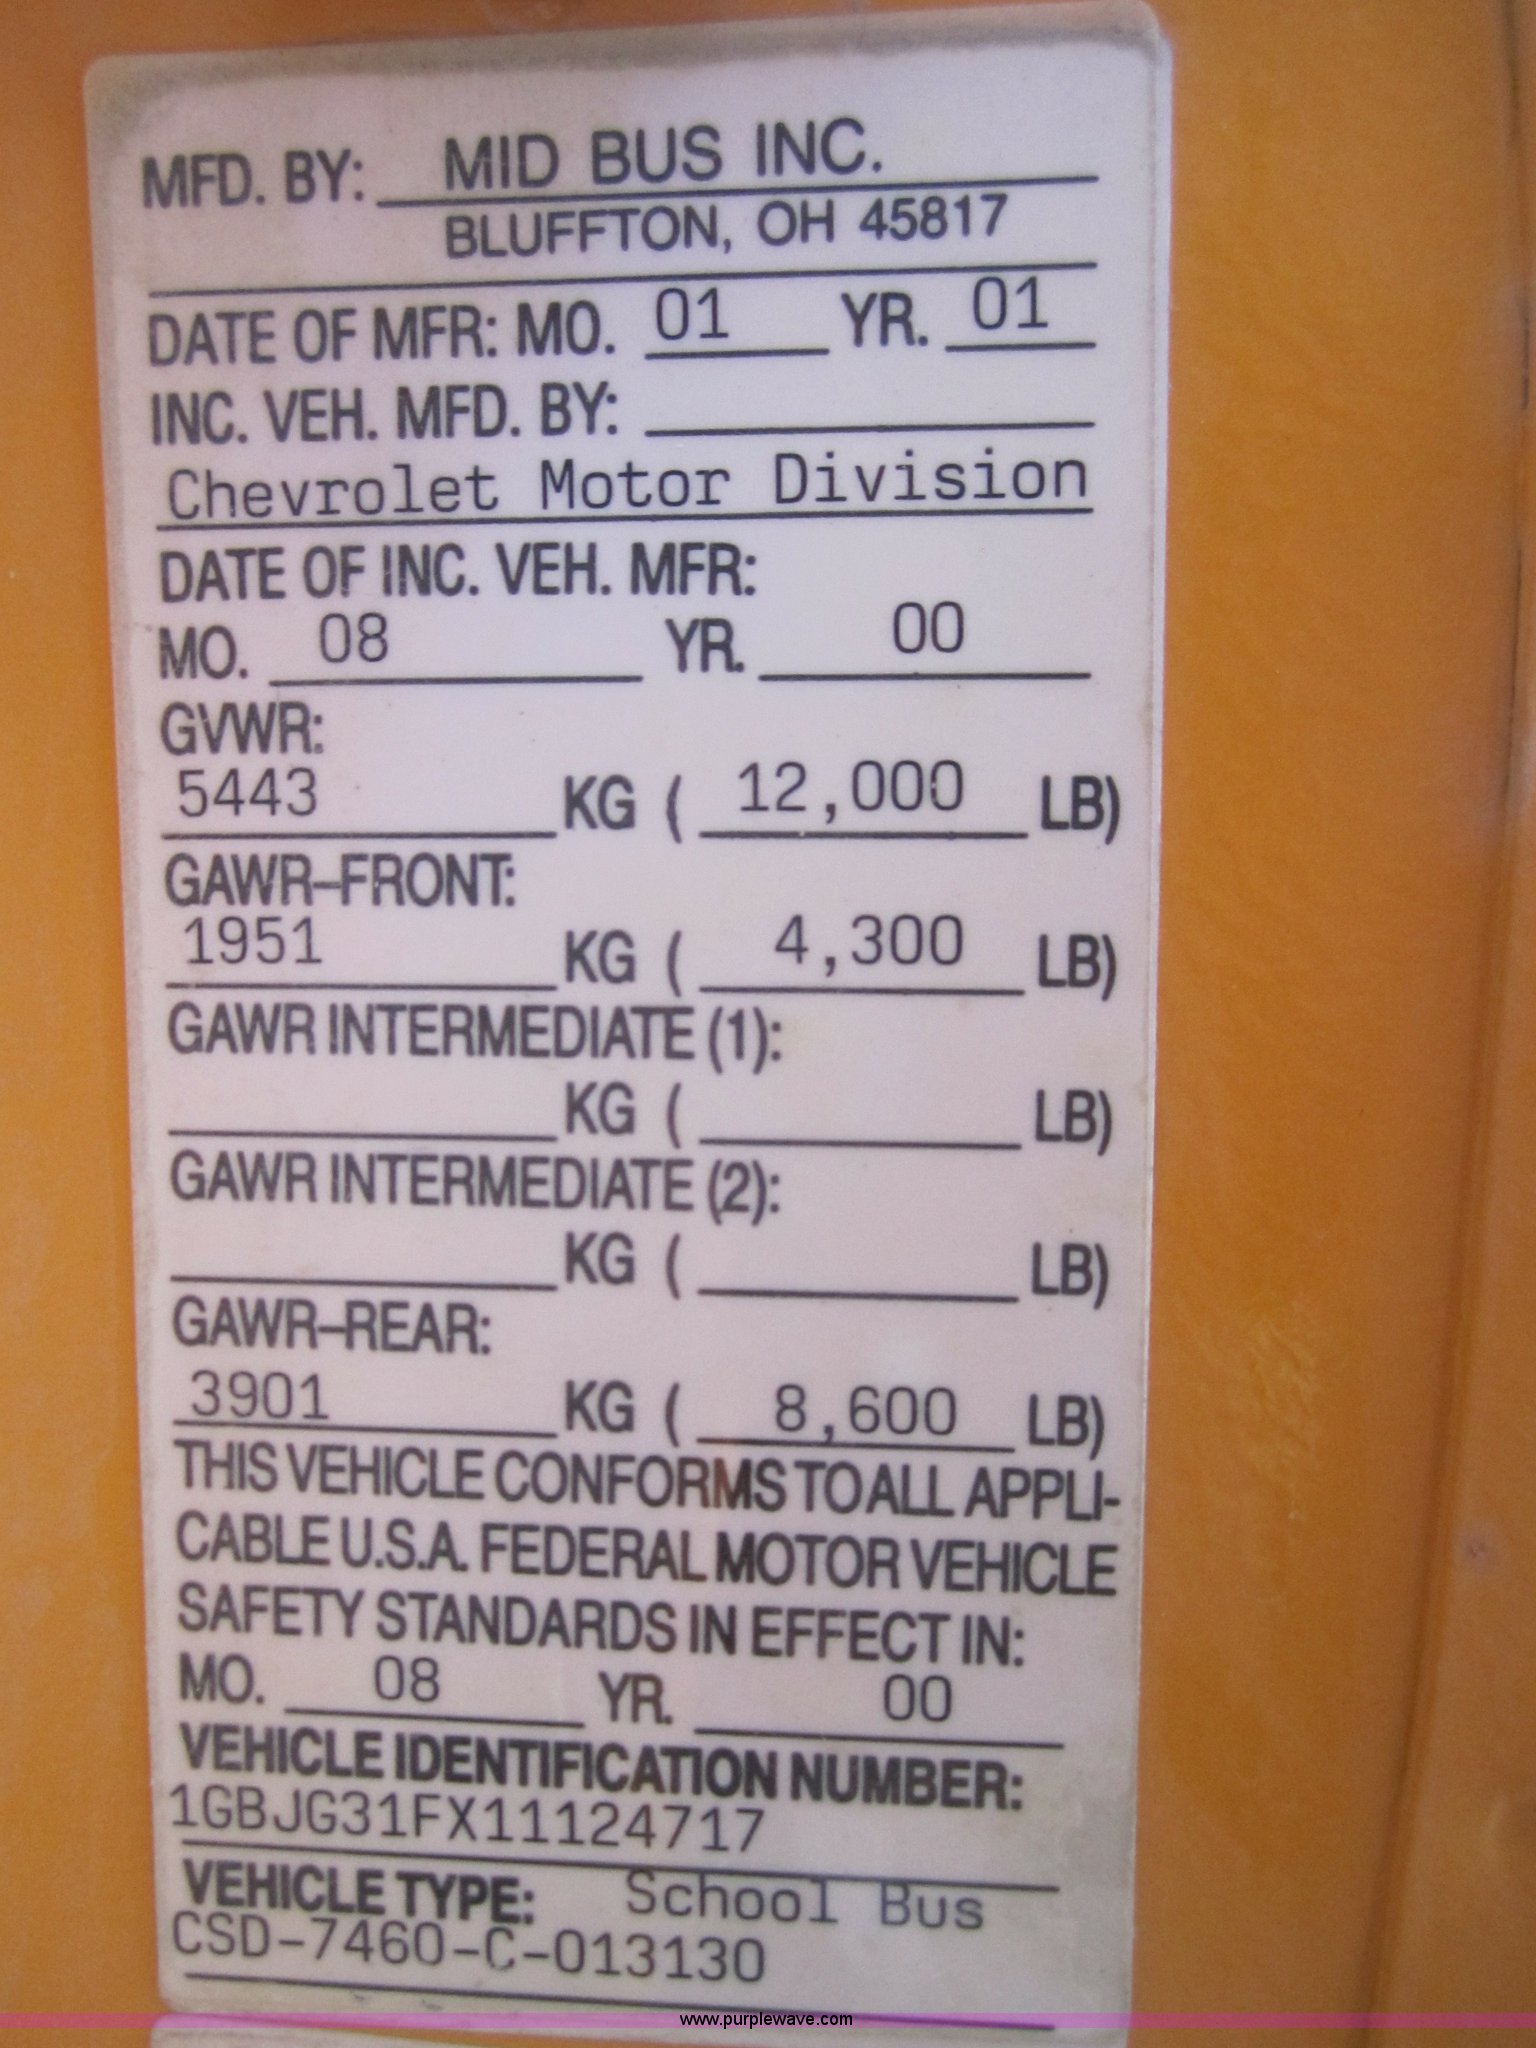 MFD. BY: MID BUS INC.
BLUFFTON, OH 45817
DATE OF MFR: MO. 01 YR. 01
INC. VEH. MFD. BY:
Chevrolet Motor Division
DATE OF INC. VEH. MFR:
MO. 08 YR. 00
GVWR:
5443 KG ( 12,000 LB)
GAWR-FRONT:
1951 KG ( 4,300 LB)
GAWR INTERMEDIATE (1):
KG ( LB)
GAWR INTERMEDIATE (2):
KG ( LB)
GAWR-REAR:
3901 KG ( 8,600 LB)
THIS VEHICLE CONFORMS TO ALL APPLI-
CABLE U.S.A. FEDERAL MOTOR VEHICLE
SAFETY STANDARDS IN EFFECT IN:
MO. 08 YR. 00
VEHICLE IDENTIFICATION NUMBER:
1GBJG31FX11124717
VEHICLE TYPE: School Bus
CSD-7460-C-013130
www.purplewave.com